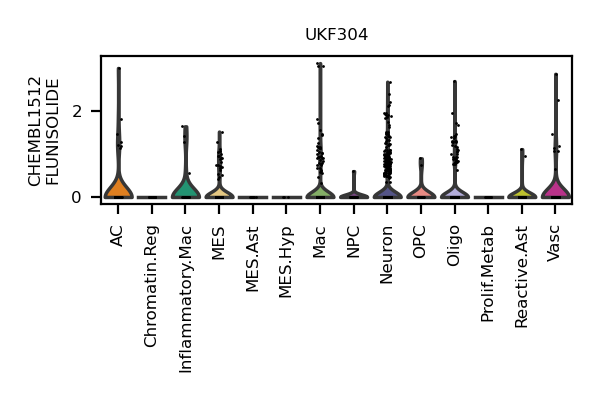 UKF304
CHEMBL1512
FLUNISOLIDE
2
0
AC
Chromatin.Reg
Inflammatory.Mac
MES
MES.Ast
MES.Hyp
Mac
NPC
Neuron
OPC
Oligo
Prolif.Metab
Reactive.Ast
Vasc